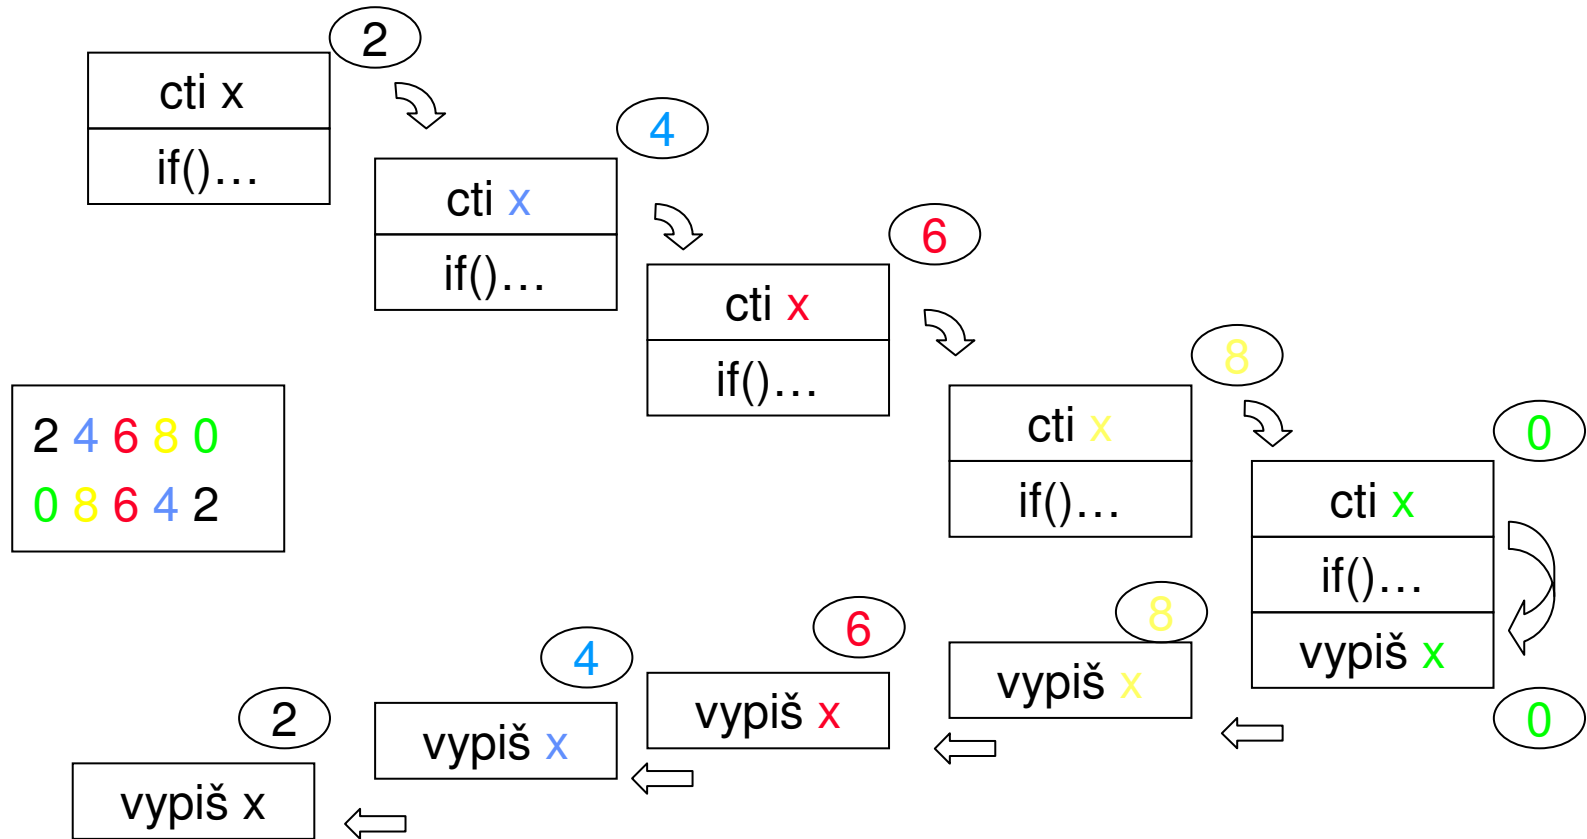 2
cti x
if()…
4
cti x
if()…
6
cti x
if()…
8
cti x
if()…
0
cti x
if()…
vypiš x
0
2 4 6 8 0
0 8 6 4 2
8
vypiš x
6
vypiš x
4
vypiš x
2
vypiš x